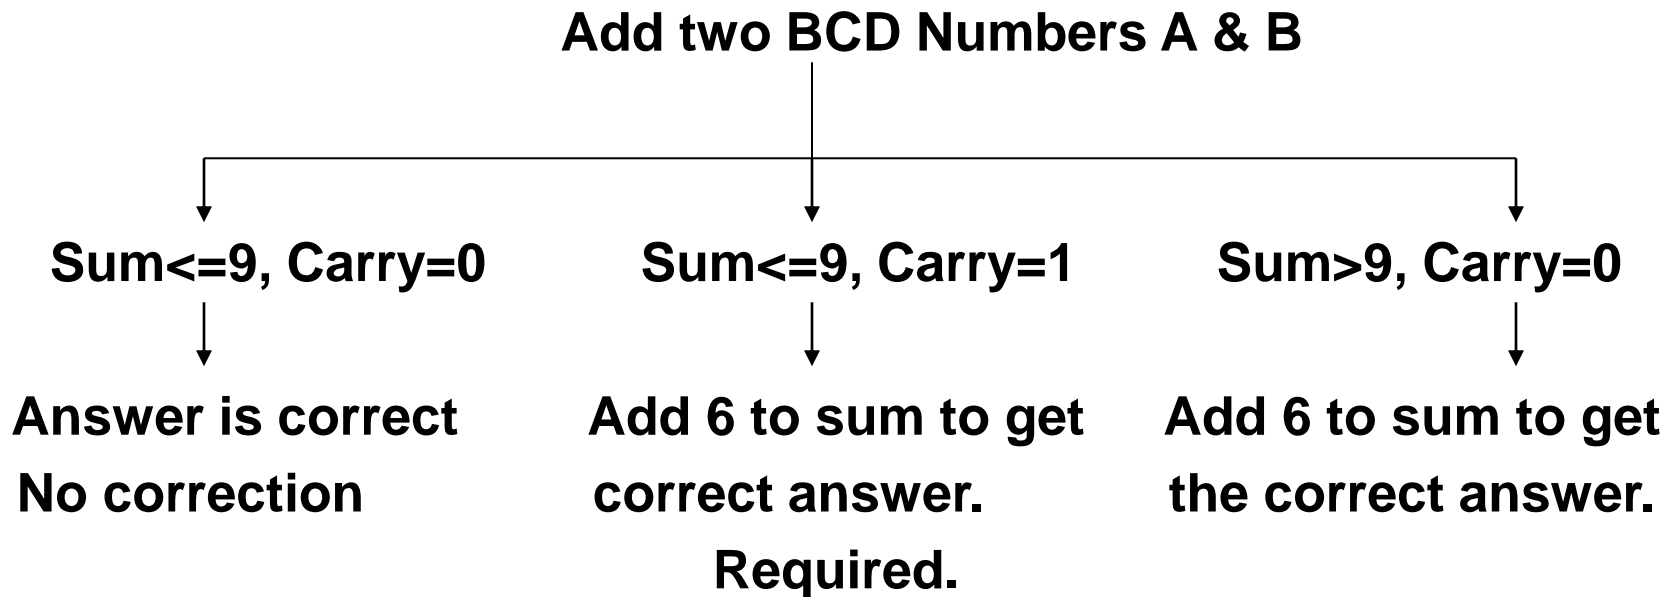 Add two BCD Numbers A & B
Sum<=9, Carry=0
Sum<=9, Carry=1
Sum>9, Carry=0
Answer is correct
No correction
Add 6 to sum to get
correct answer.
Required.
Add 6 to sum to get
the correct answer.